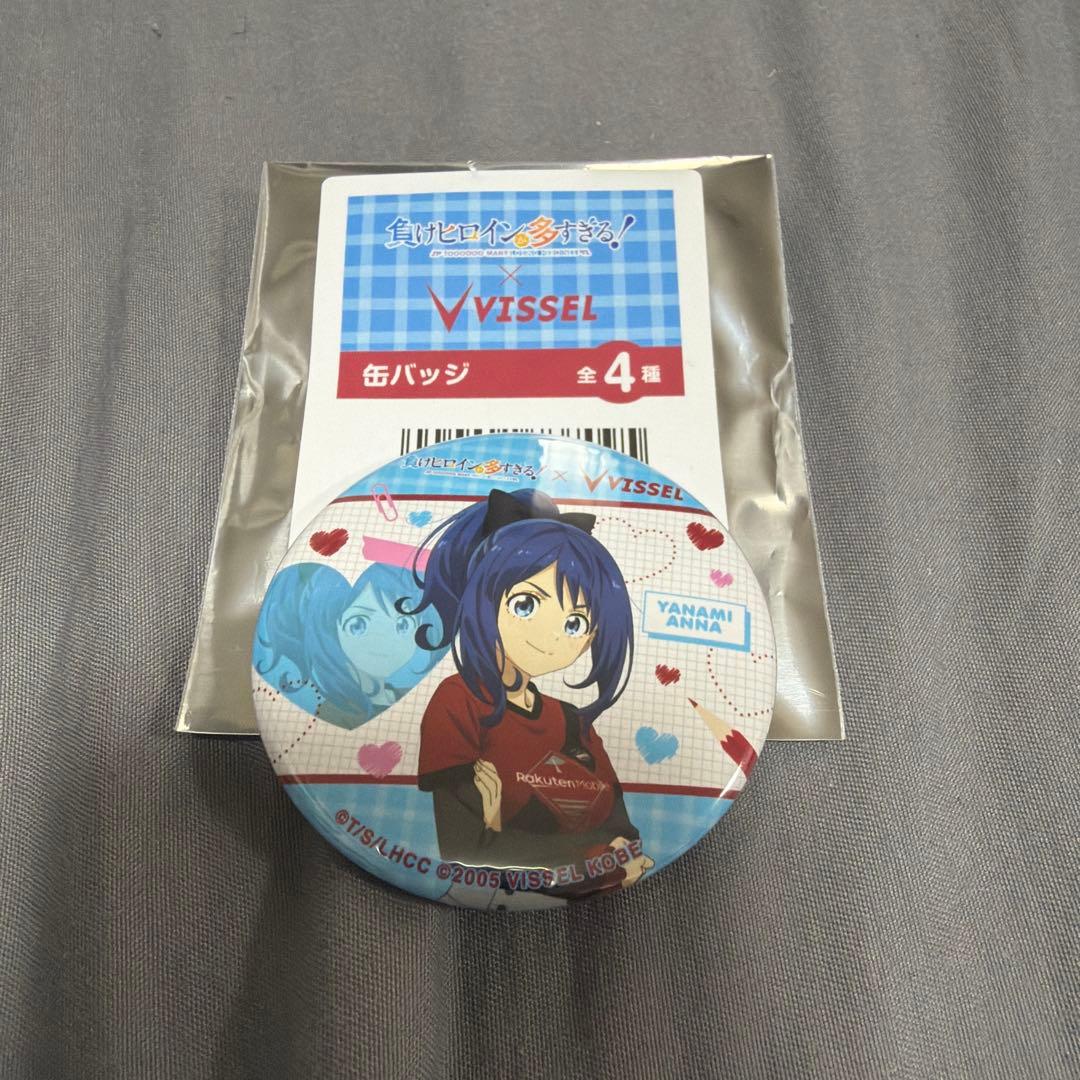 負けヒロインが多すぎる!
×
VISSEL
缶バッジ
全4種
負けヒロインが多すぎる! × VISSEL
YANAMI
ANNA
Rakuten Mobile
©T/S/LHCC ©2005 VISSEL KOBE